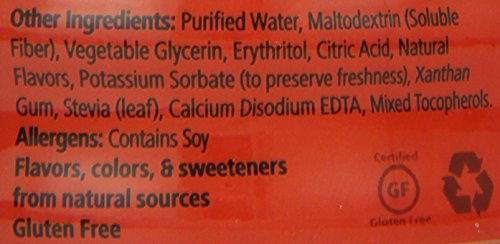 Other Ingredients: Purified Water, Maltodextrin (Soluble
Fiber), Vegetable Glycerin, Erythritol, Citric Acid, Natural
Flavors, Potassium Sorbate (to preserve freshness), Xanthan
Gum, Stevia (leaf), Calcium Disodium EDTA, Mixed Tocopherols.
Allergens: Contains Soy
Flavors, colors, & sweeteners
from natural sources
Gluten Free
Certified
GF
Gluten Free